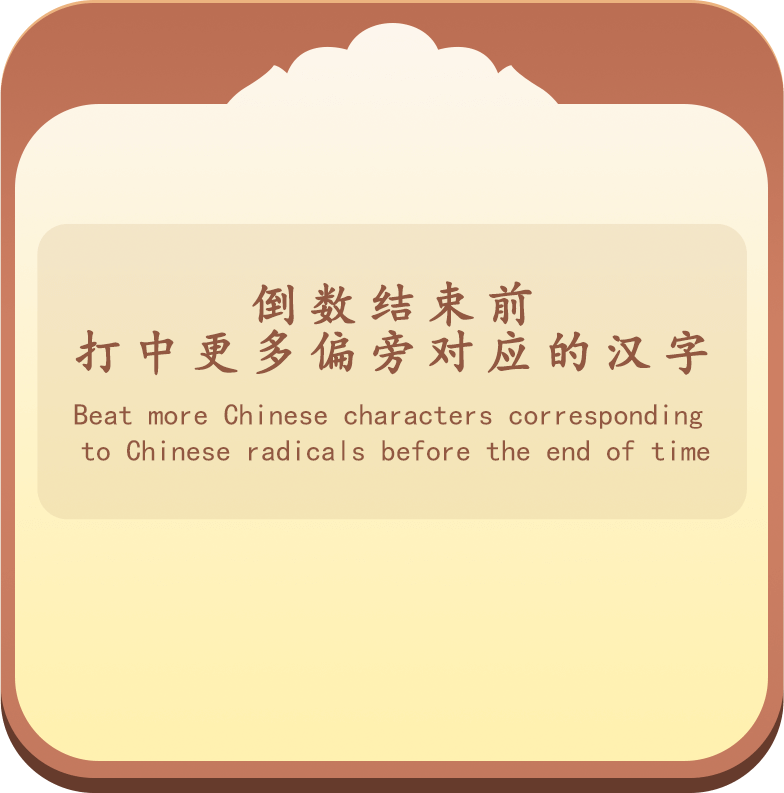 倒数结束前
打中更多偏旁对应的汉字
Beat more Chinese characters corresponding
to Chinese radicals before the end of time